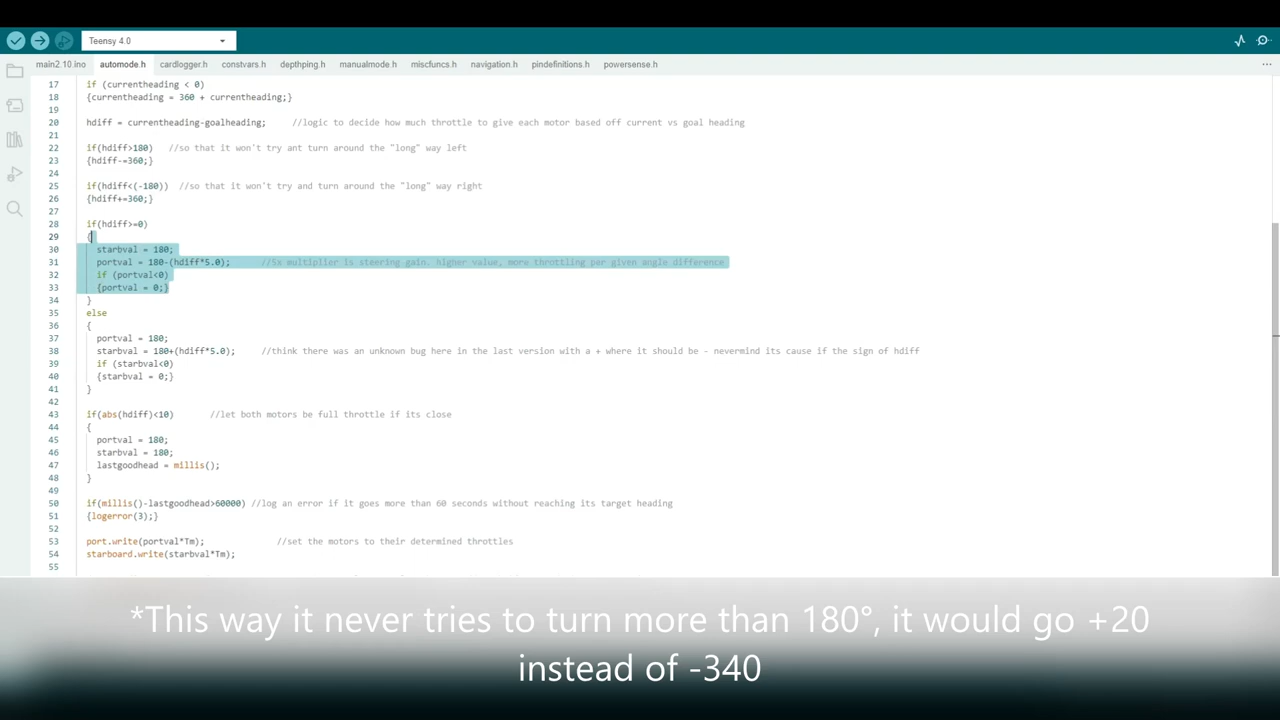 Teensy 4.0
main2.10.ino automode.h cardlogger.h constvars.h depthping.h manualmode.h miscfuncs.h navigation.h pindefinitions.h powersense.h
17 if (currentheading < 0)
18 {currentheading = 360 + currentheading;}
19
20 hdiff = currentheading-goalheading; //logic to decide how much throttle to give each motor based off current vs goal heading
21
22 if(hdiff>180) //so that it won't try ant turn around the "long" way left
23 {hdiff-=360;}
24
25 if(hdiff<(-180)) //so that it won't try and turn around the "long" way right
26 {hdiff+=360;}
27
28 if(hdiff>=0)
29 {
30 starbval = 180;
31 portval = 180-(hdiff*5.0); //5x multiplier is steering gain. higher value, more throttling per given angle difference
32 if (portval<0)
33 {portval = 0;}
34 }
35 else
36 {
37 portval = 180;
38 starbval = 180+(hdiff*5.0); //think there was an unknown bug here in the last version with a + where it should be - nevermind its cause if the sign of hdiff
39 if (starbval<0)
40 {starbval = 0;}
41 }
42
43 if(abs(hdiff)<10) //let both motors be full throttle if its close
44 {
45 portval = 180;
46 starbval = 180;
47 lastgoodhead = millis();
48 }
49
50 if(millis()-lastgoodhead>60000) //log an error if it goes more than 60 seconds without reaching its target heading
51 {logerror(3);}
52
53 port.write(portval*Tm); //set the motors to their determined throttles
54 starboard.write(starbval*Tm);
55
*This way it never tries to turn more than 180°, it would go +20
instead of -340